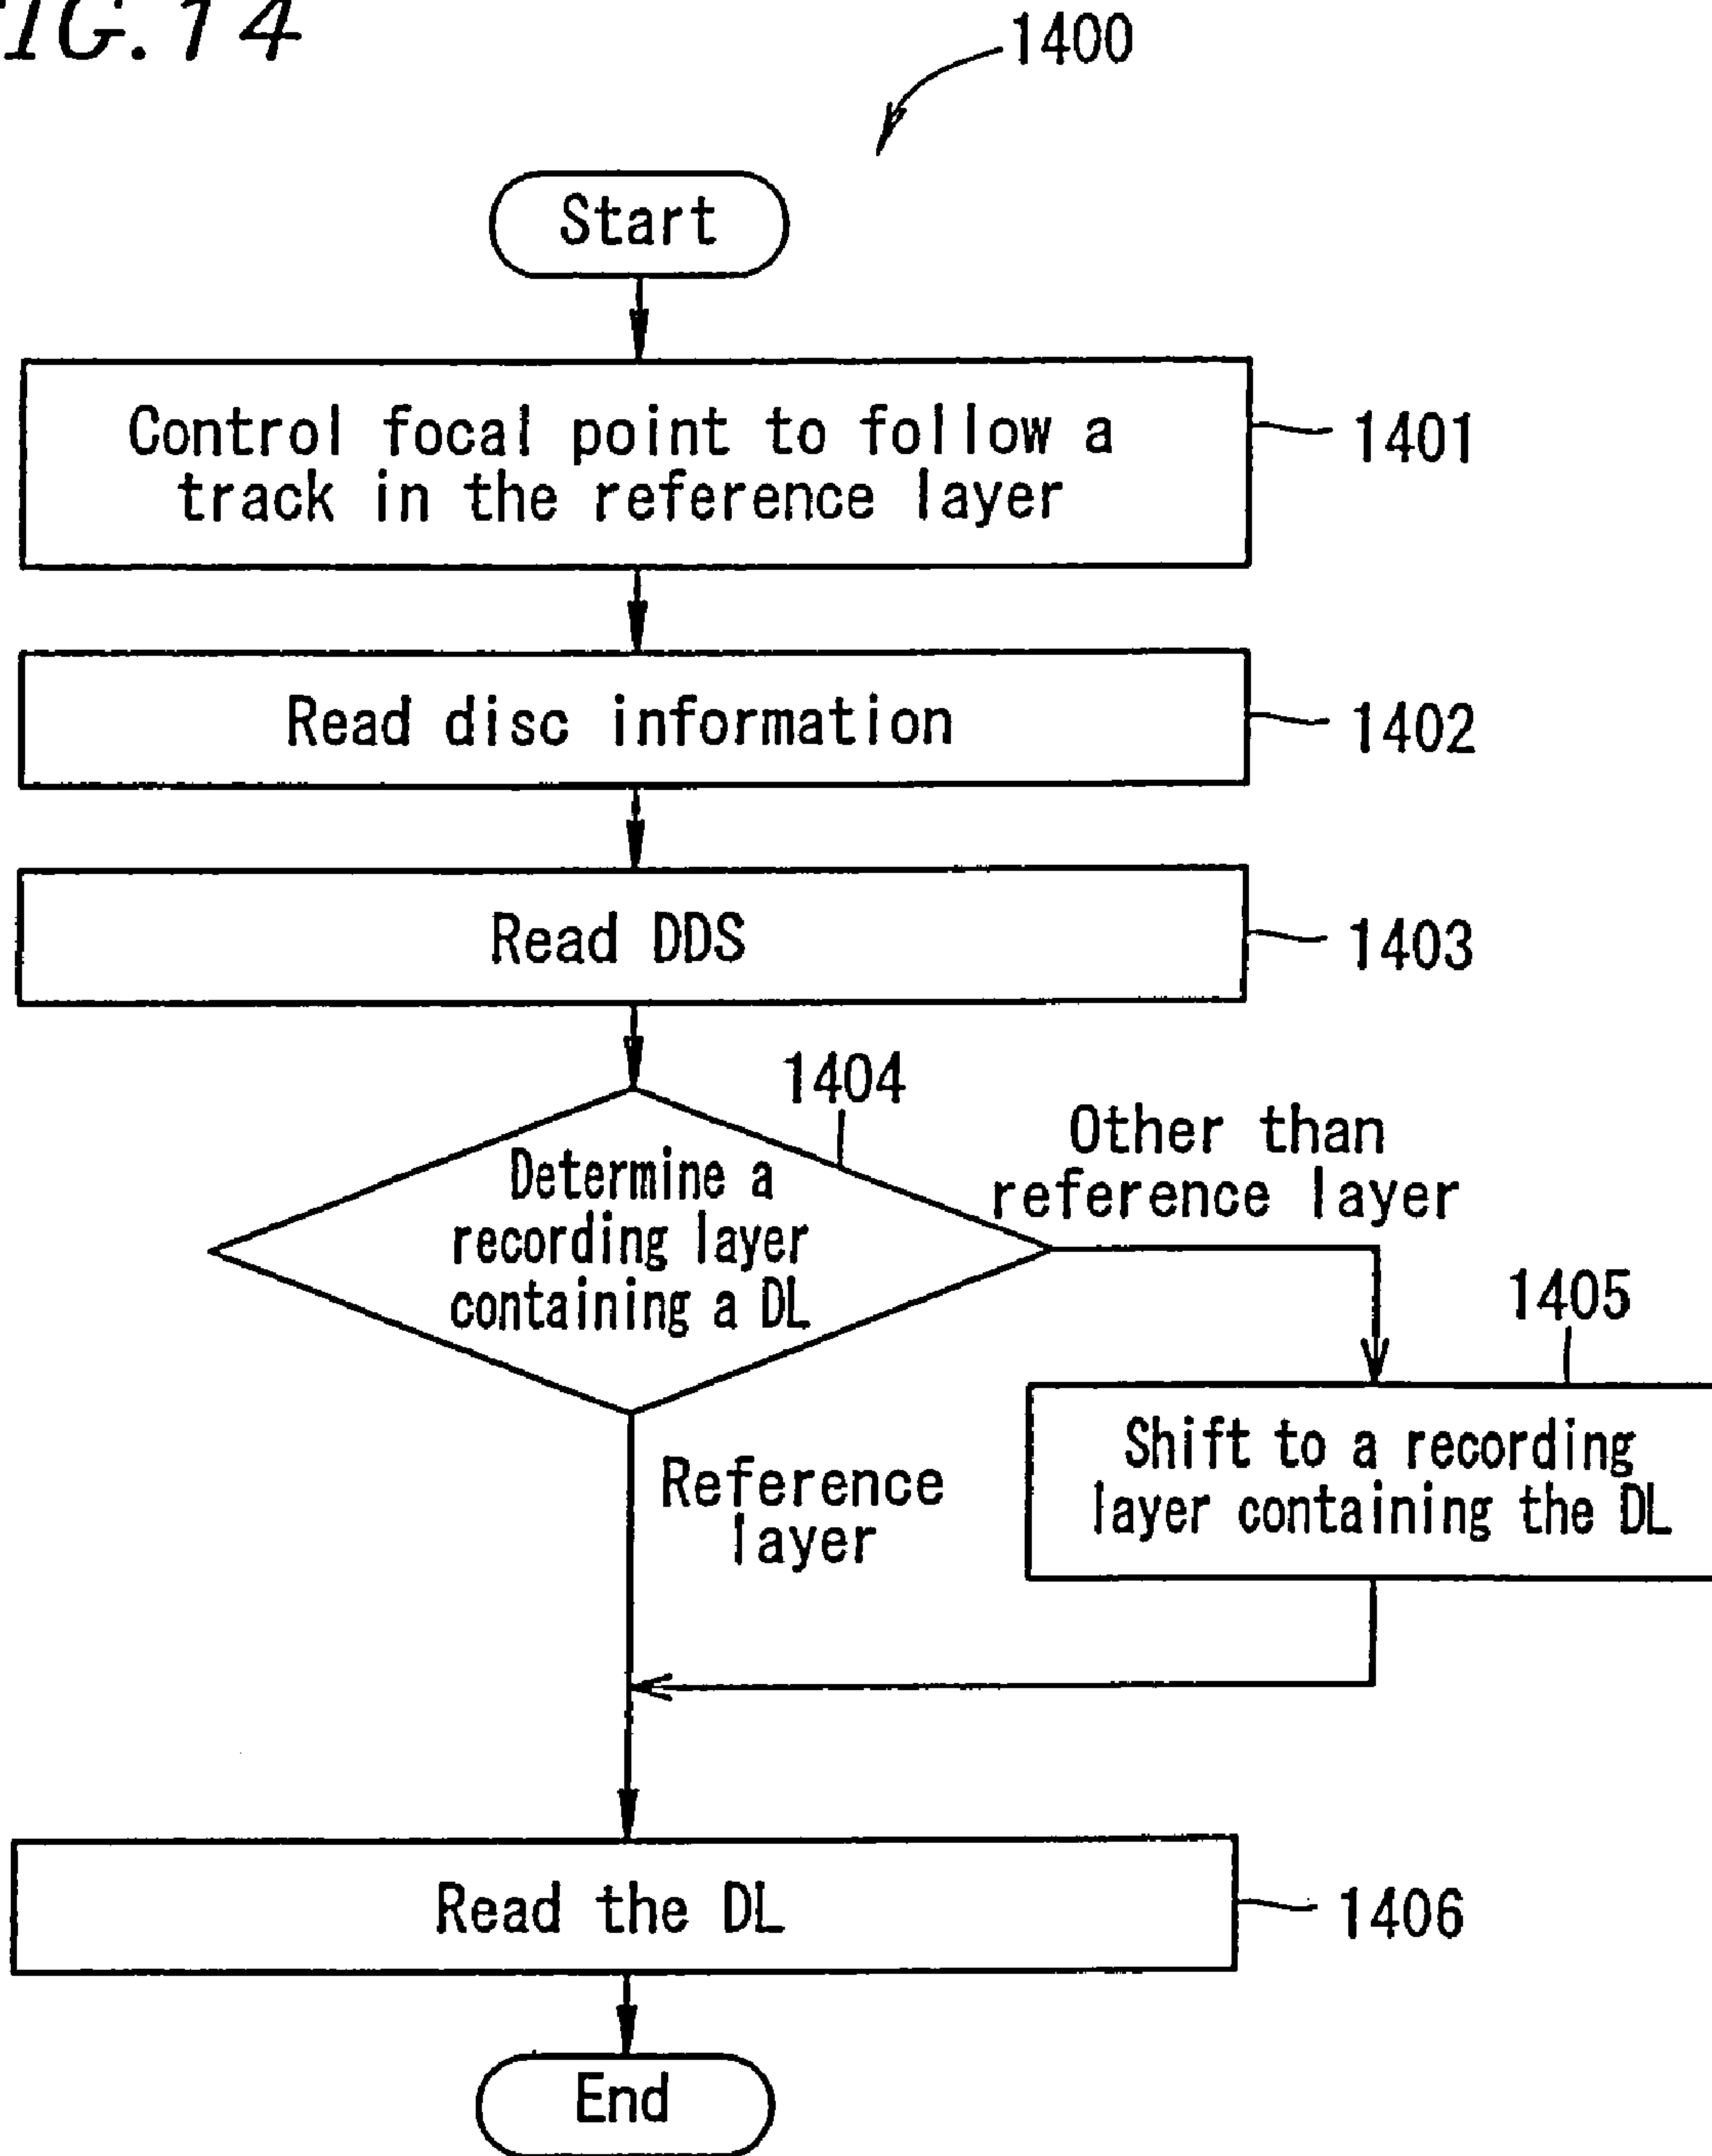 FIG. 14
1400
Start
Control focal point to follow a
track in the reference layer
1401
Read disc information
1402
Read DDS
1403
1404
Determine a
recording layer
containing a DL
Other than
reference layer
1405
Shift to a recording
layer containing the DL
Reference
layer
Read the DL
1406
End